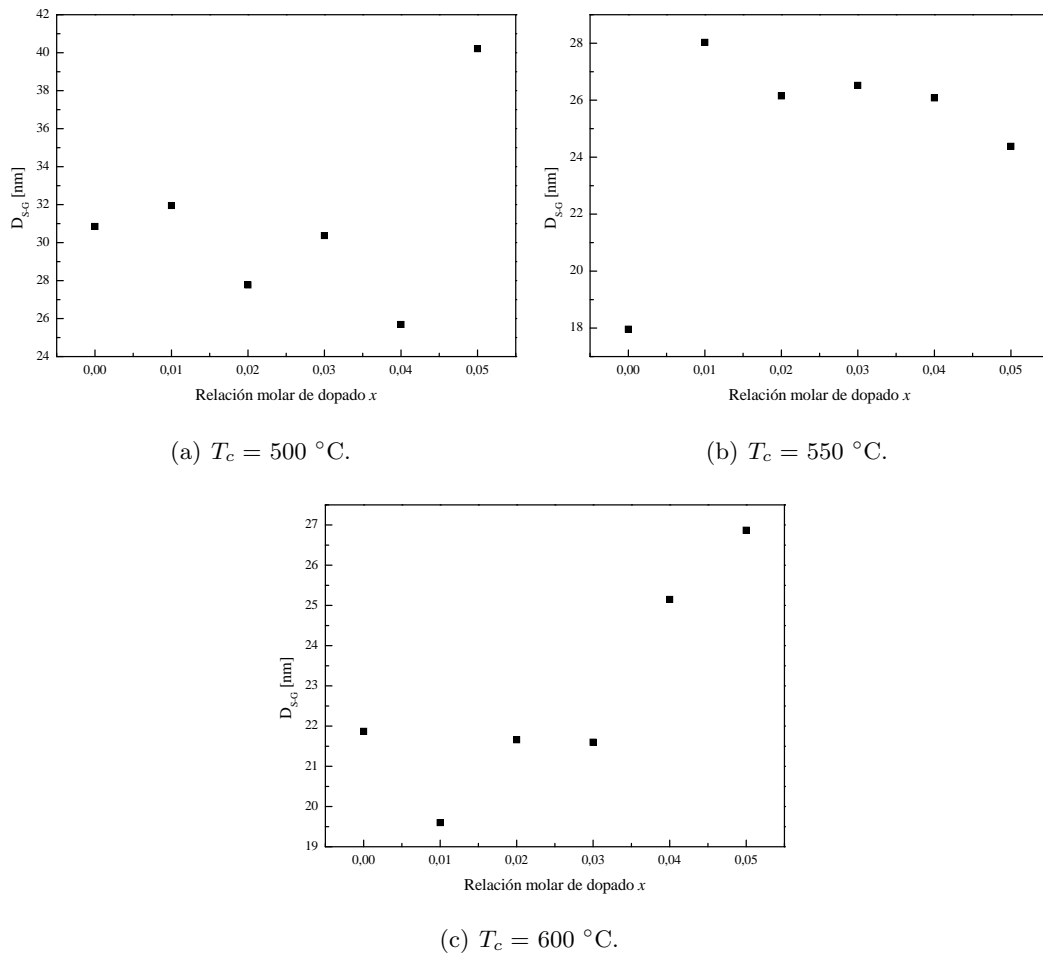 42
40
38
36
34
32
30
28
26
24
D_{S-G} [nm]
0,00 0,01 0,02 0,03 0,04 0,05
Relación molar de dopado x
(a) T_c = 500 °C.
28
26
24
22
20
18
D_{S-G} [nm]
0,00 0,01 0,02 0,03 0,04 0,05
Relación molar de dopado x
(b) T_c = 550 °C.
27
26
25
24
23
22
21
20
19
D_{S-G} [nm]
0,00 0,01 0,02 0,03 0,04 0,05
Relación molar de dopado x
(c) T_c = 600 °C.